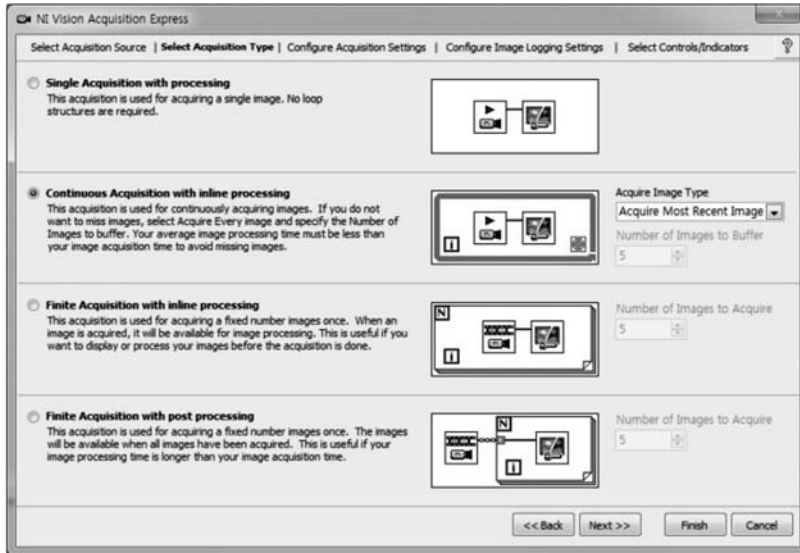 NI Vision Acquisition Express
Select Acquisition Source | Select Acquisition Type | Configure Acquisition Settings | Configure Image Logging Settings | Select Controls/Indicators
Single Acquisition with processing
This acquisition is used for acquiring a single image. No loop
structures are required.
Continuous Acquisition with inline processing
This acquisition is used for continuously acquiring images. If you do not
want to miss images, select Acquire Every image and specify the Number of
Images to buffer. Your average image processing time must be less than
your image acquisition time to avoid missing images.
i
Acquire Image Type
Acquire Most Recent Image
Number of Images to Buffer
5
Finite Acquisition with inline processing
This acquisition is used for acquiring a fixed number images once. When an
image is acquired, it will be available for image processing. This is useful if you
want to display or process your images before the acquisition is done.
N
i
Number of Images to Acquire
5
Finite Acquisition with post processing
This acquisition is used for acquiring a fixed number images once. The images
will be available when all images have been acquired. This is useful if your
image processing time is longer than your image acquisition time.
N
i
Number of Images to Acquire
5
<< Back
Next >>
Finish
Cancel